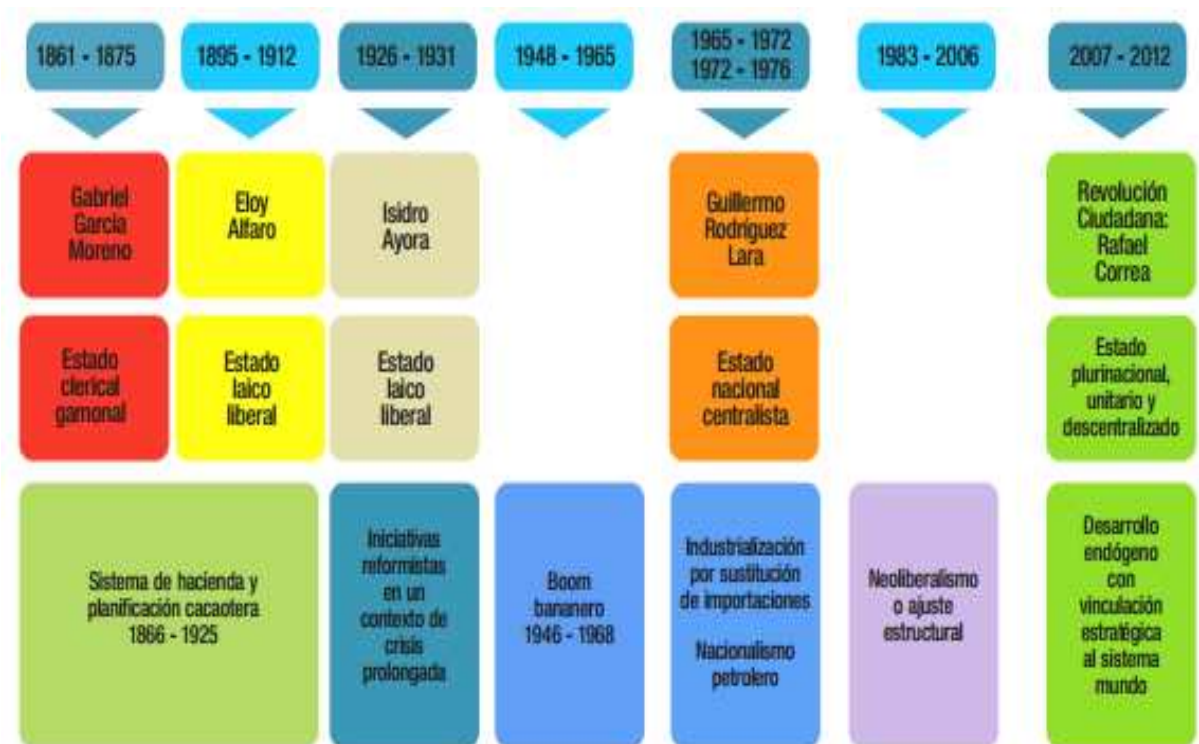 1861 - 1875
1895 - 1912
1926 - 1931
1948 - 1965
1965 - 1972
1972 - 1976
1983 - 2006
2007 - 2012
Gabriel
García
Moreno
Eloy
Alfaro
Isidro
Ayora
Guillermo
Rodríguez
Lara
Revolución
Ciudadana:
Rafael
Correa
Estado
clerical
gamonal
Estado
laico
liberal
Estado
laico
liberal
Estado
nacional
centralista
Estado
plurinacional,
unitario y
descentralizado
Sistema de hacienda y
planificación cacaotera
1866 - 1925
Iniciativas
reformistas
en un
contexto de
crisis
prolongada
Boom
bananero
1946 - 1968
Industrialización
por sustitución
de importaciones
Nacionalismo
petrolero
Neoliberalismo
o ajuste
estructural
Desarrollo
endógeno
con
vinculación
estratégica
al sistema
mundo